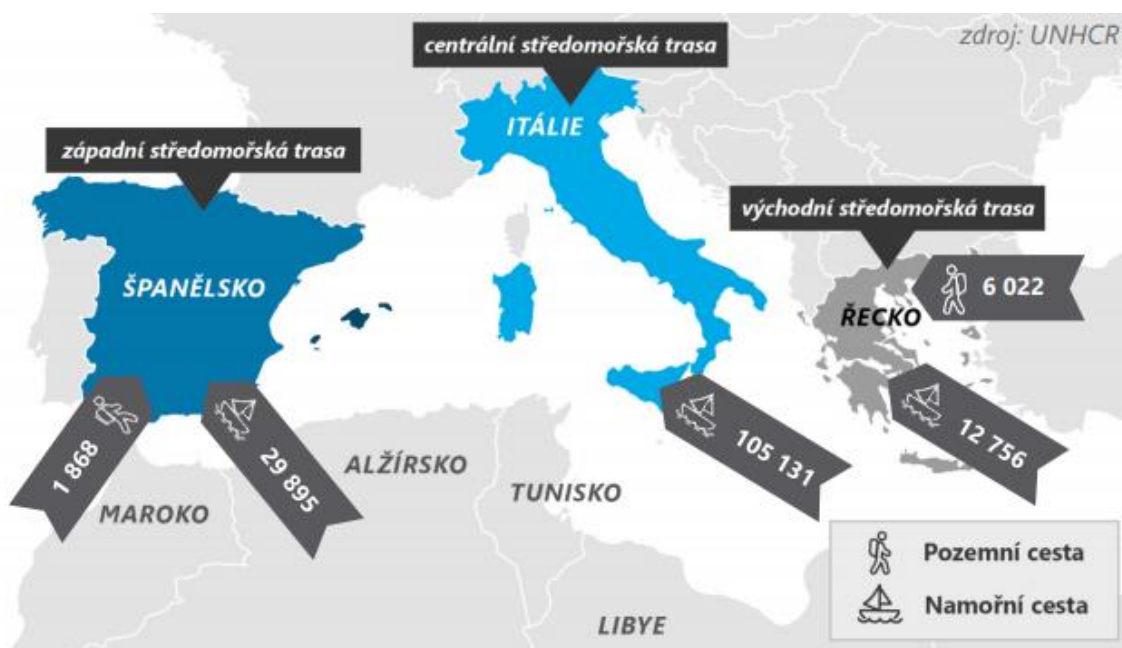 zdroj: UNHCR
centrální středomořská trasa
ITÁLIE
západní středomořská trasa
východní středomořská trasa
ŠPANĚLSKO
6 022
ŘECKO
1 868
29 895
105 131
12 756
ALŽÍRSKO
TUNISKO
MAROKO
LIBYE
Pozemní cesta
Namořní cesta